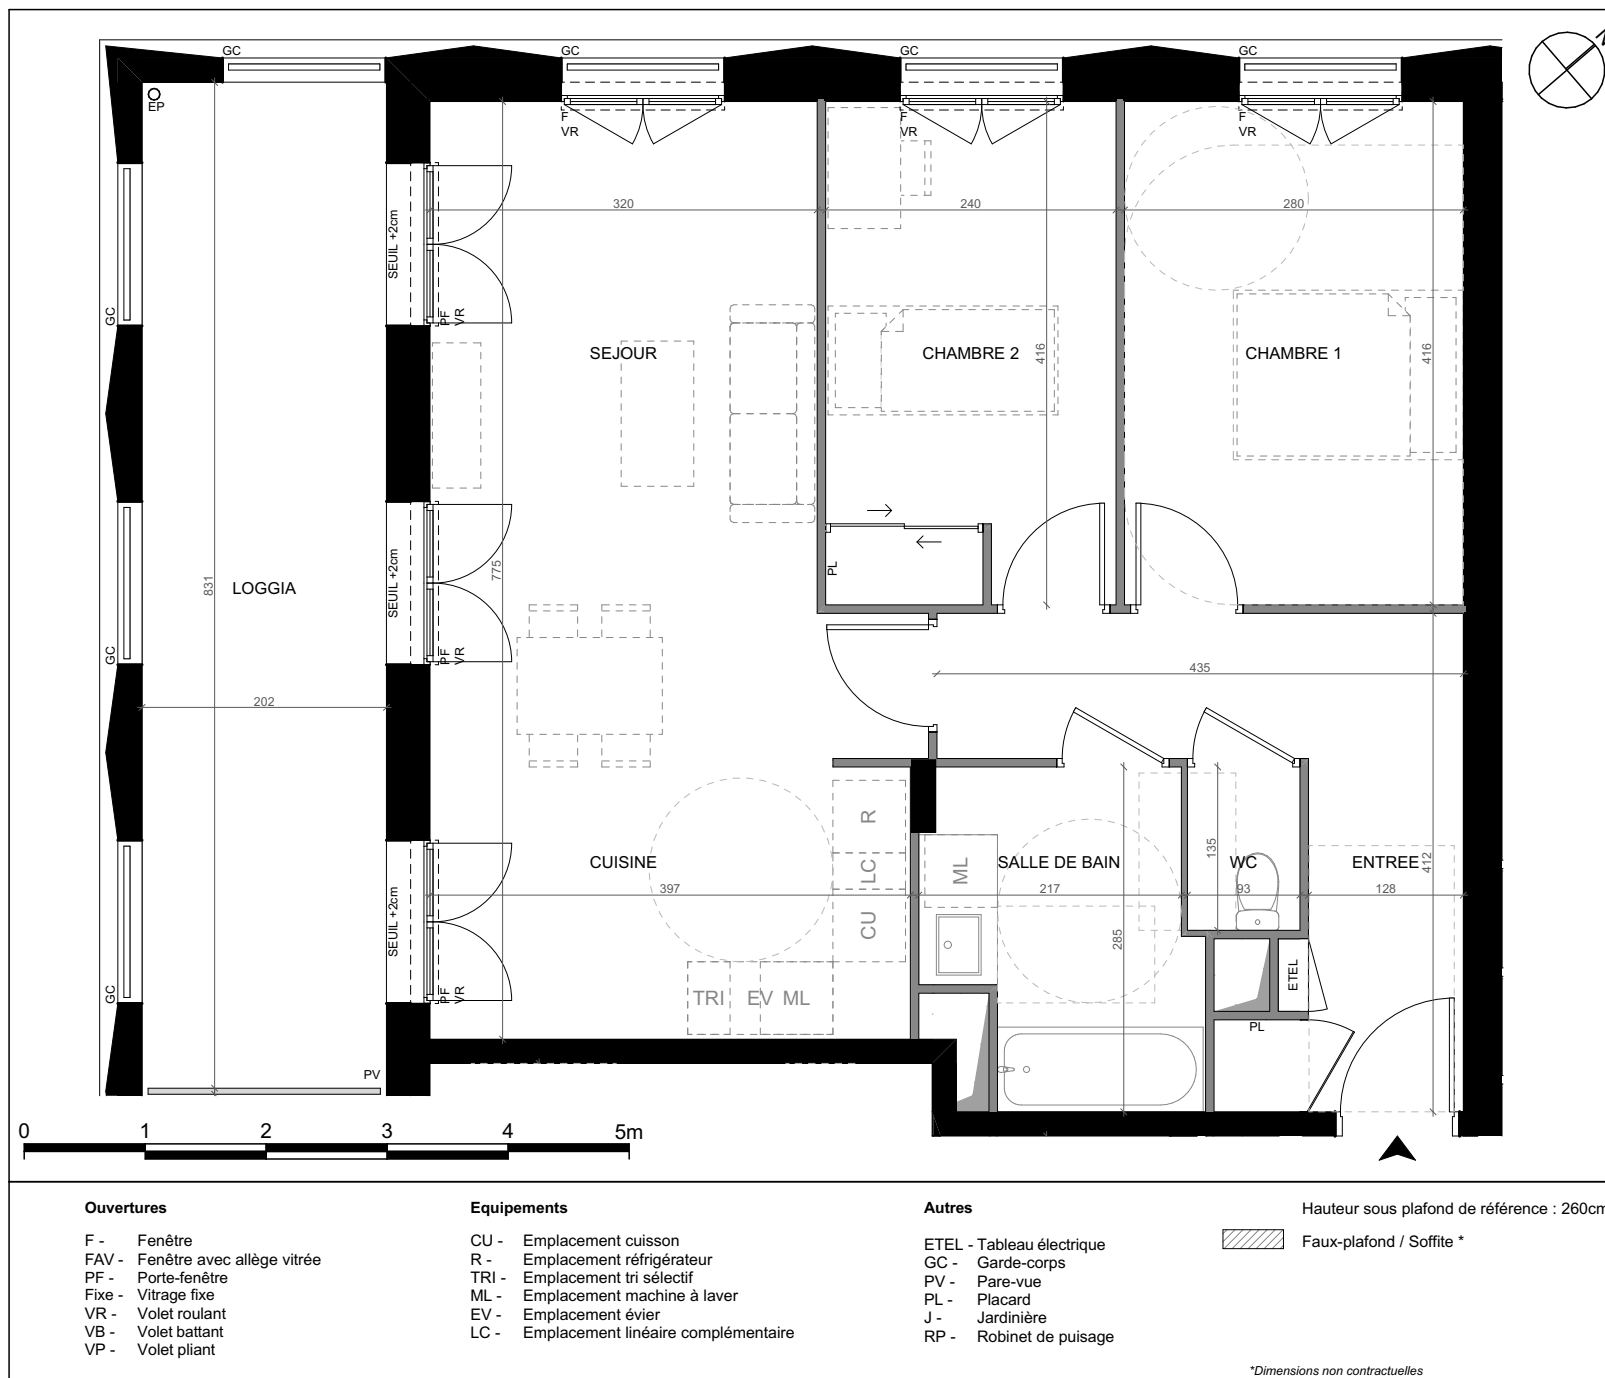 GC
GC
GC
GC
EP
F
VR
F
VR
F
VR
SEUIL +2cm
320
240
280
GC
PF
VR
SEJOUR
CHAMBRE 2
CHAMBRE 1
416
416
775
PL
SEUIL +2cm
831
LOGGIA
GC
PF
VR
435
202
R
LC
CU
CUISINE
397
ML
SALLE DE BAIN
217
135
WC
93
ENTREE
412
128
SEUIL +2cm
285
GC
PF
VR
TRI
EV
ML
ETEL
PL
PV
0 1 2 3 4 5m
Ouvertures
F - Fenêtre
FAV - Fenêtre avec allège vitrée
PF - Porte-fenêtre
Fixe - Vitrage fixe
VR - Volet roulant
VB - Volet battant
VP - Volet pliant
Equipements
CU - Emplacement cuisson
R - Emplacement réfrigérateur
TRI - Emplacement tri sélectif
ML - Emplacement machine à laver
EV - Emplacement évier
LC - Emplacement linéaire complémentaire
Autres
ETEL - Tableau électrique
GC - Garde-corps
PV - Pare-vue
PL - Placard
J - Jardinière
RP - Robinet de puisage
Hauteur sous plafond de référence : 260cm
Faux-plafond / Soffite *
*Dimensions non contractuelles